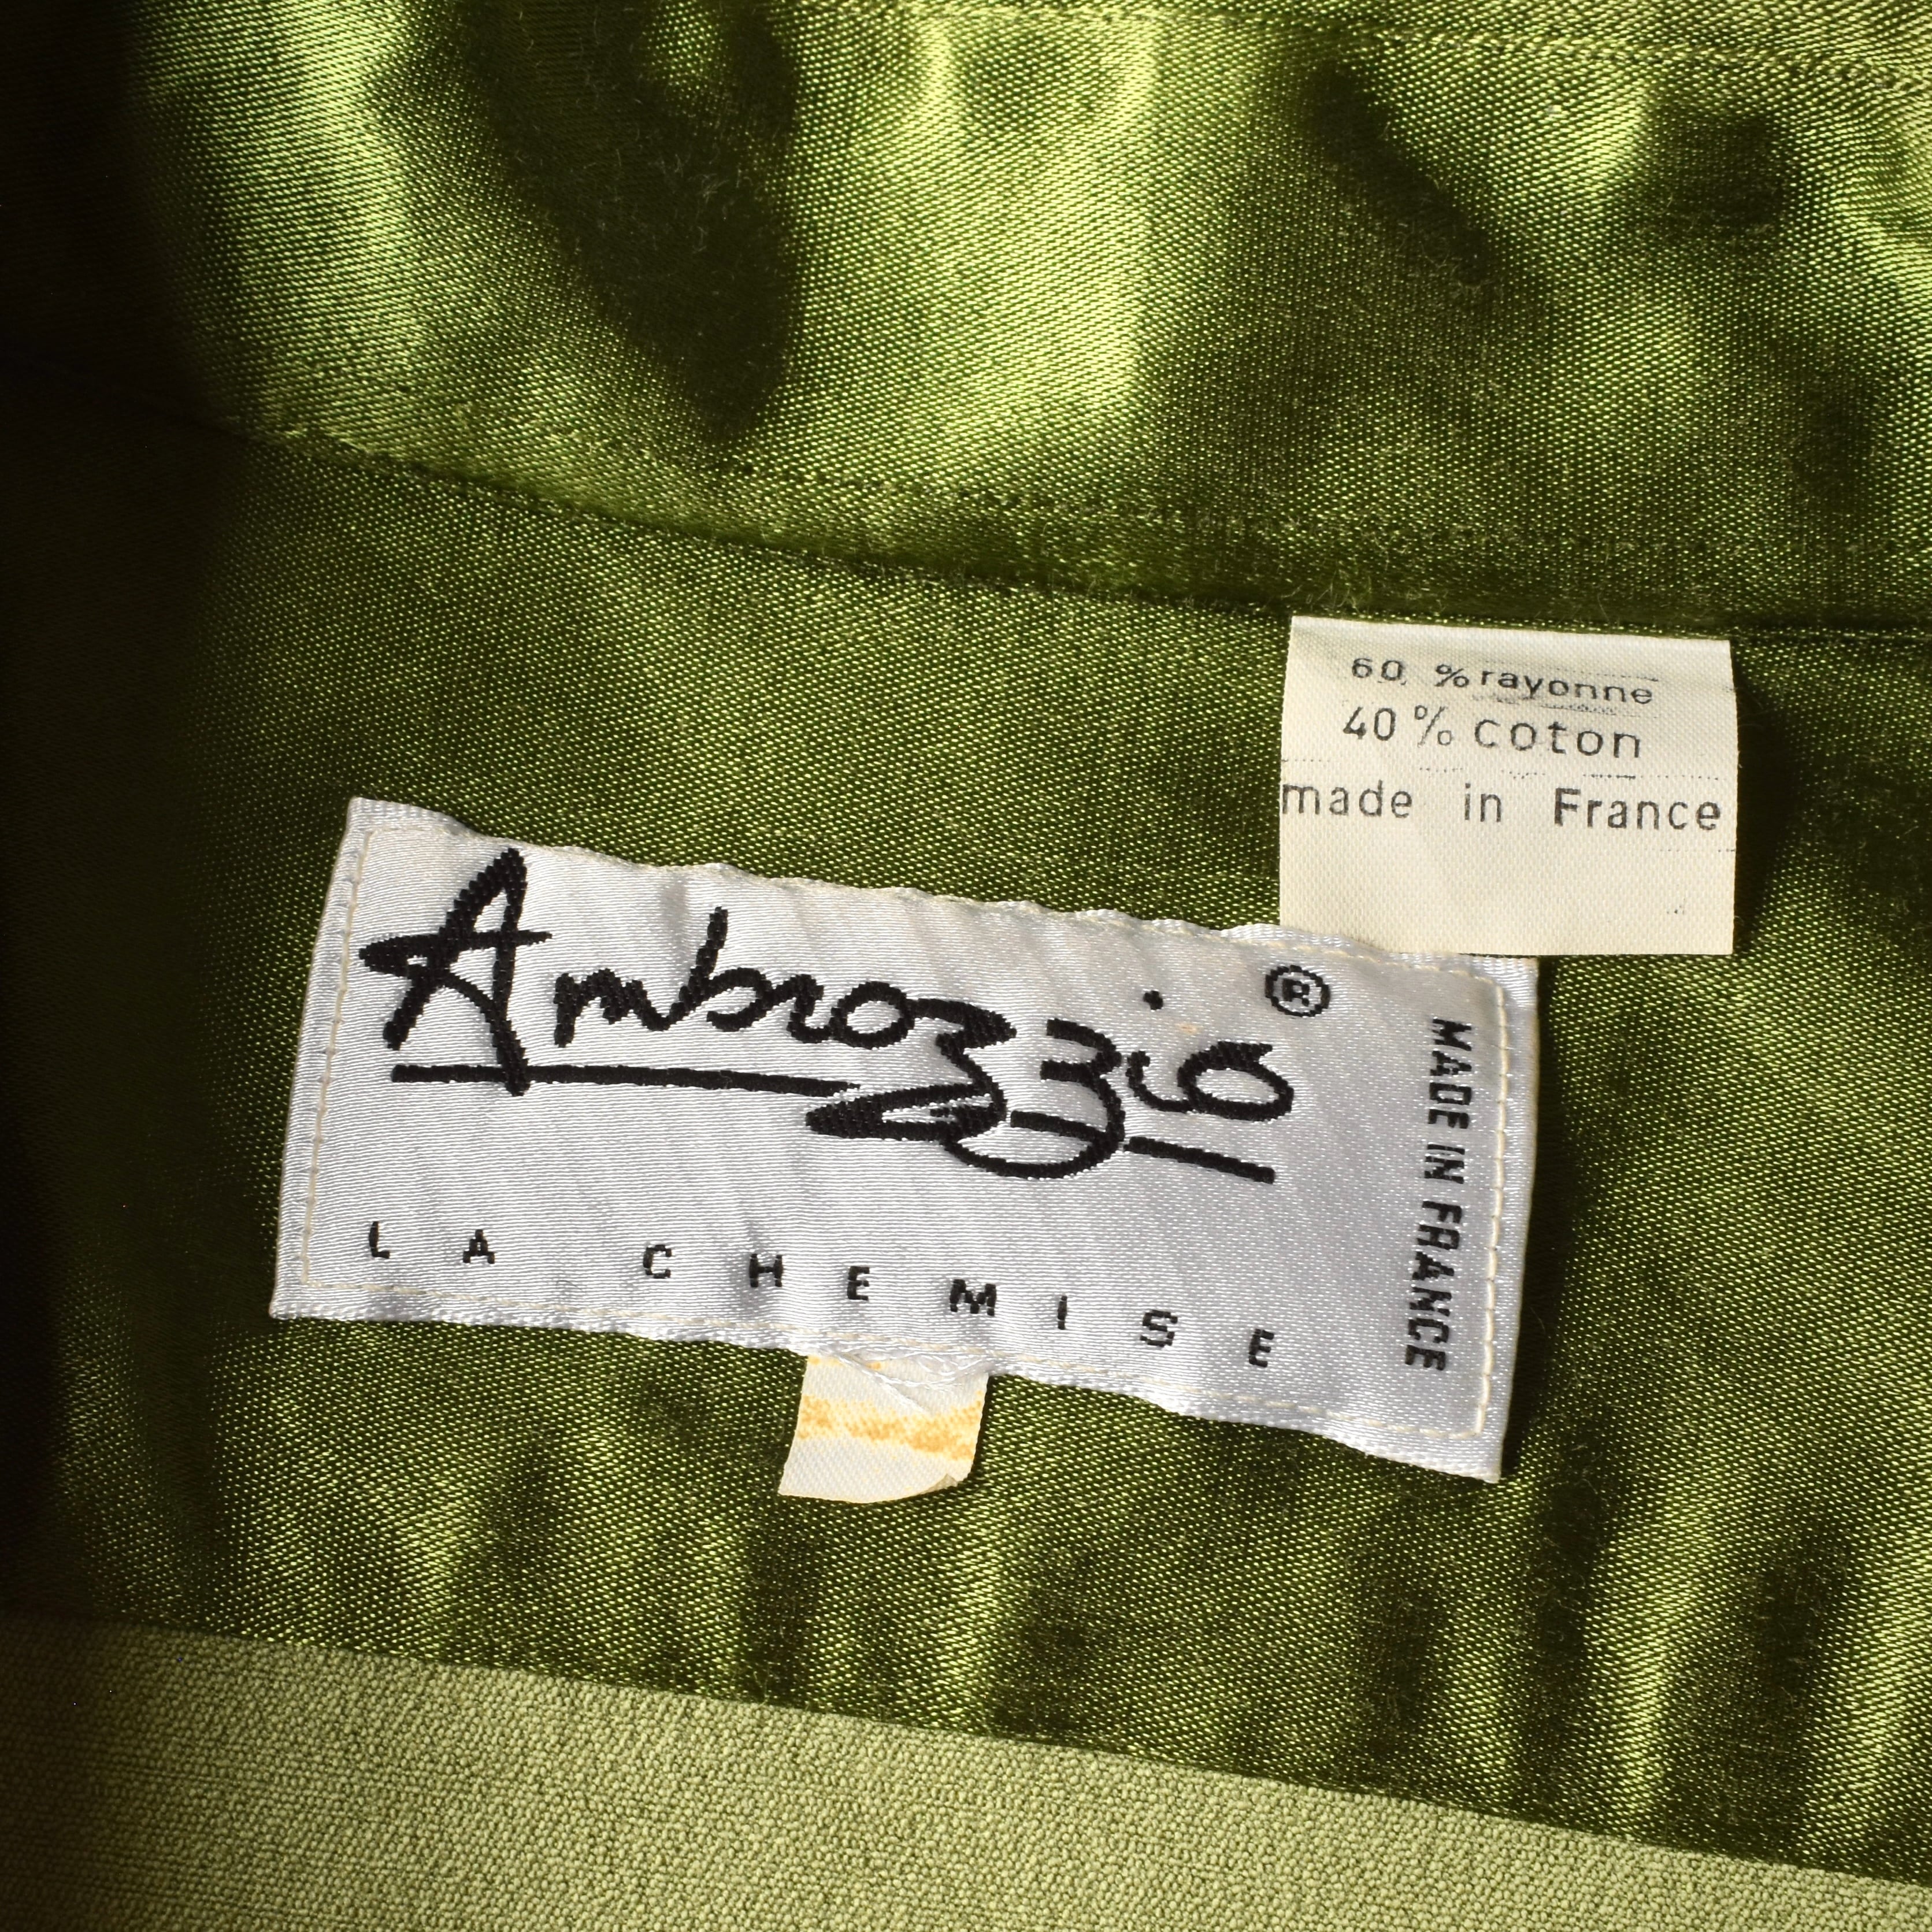 60 % rayonne
40 % coton
made in France
Ambrozzio ®
LA CHEMISE
MADE IN FRANCE